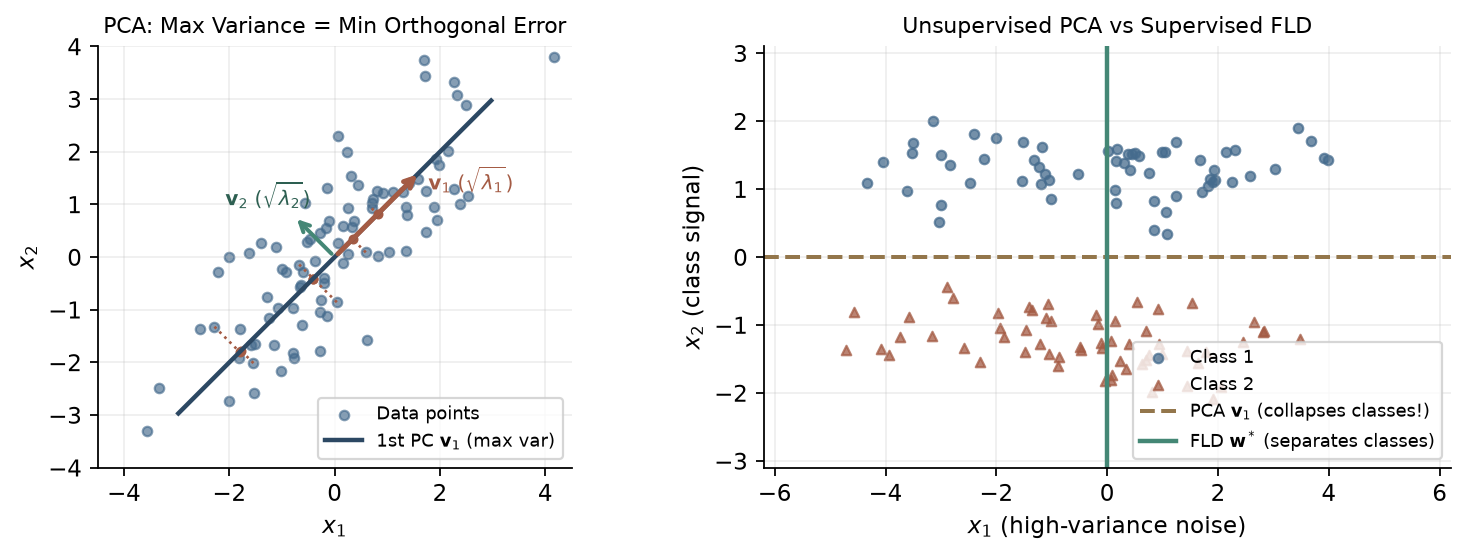 PCA: Max Variance = Min Orthogonal Error
4
3
2
1
0
−1
−2
−3
−4
x₂
v₂ (√λ₂)
v₁ (√λ₁)
Data points
1st PC v₁ (max var)
−4 −2 0 2 4
x₁
Unsupervised PCA vs Supervised FLD
3
2
1
0
−1
−2
−3
x₂ (class signal)
Class 1
Class 2
PCA v₁ (collapses classes!)
FLD w* (separates classes)
−6 −4 −2 0 2 4 6
x₁ (high-variance noise)